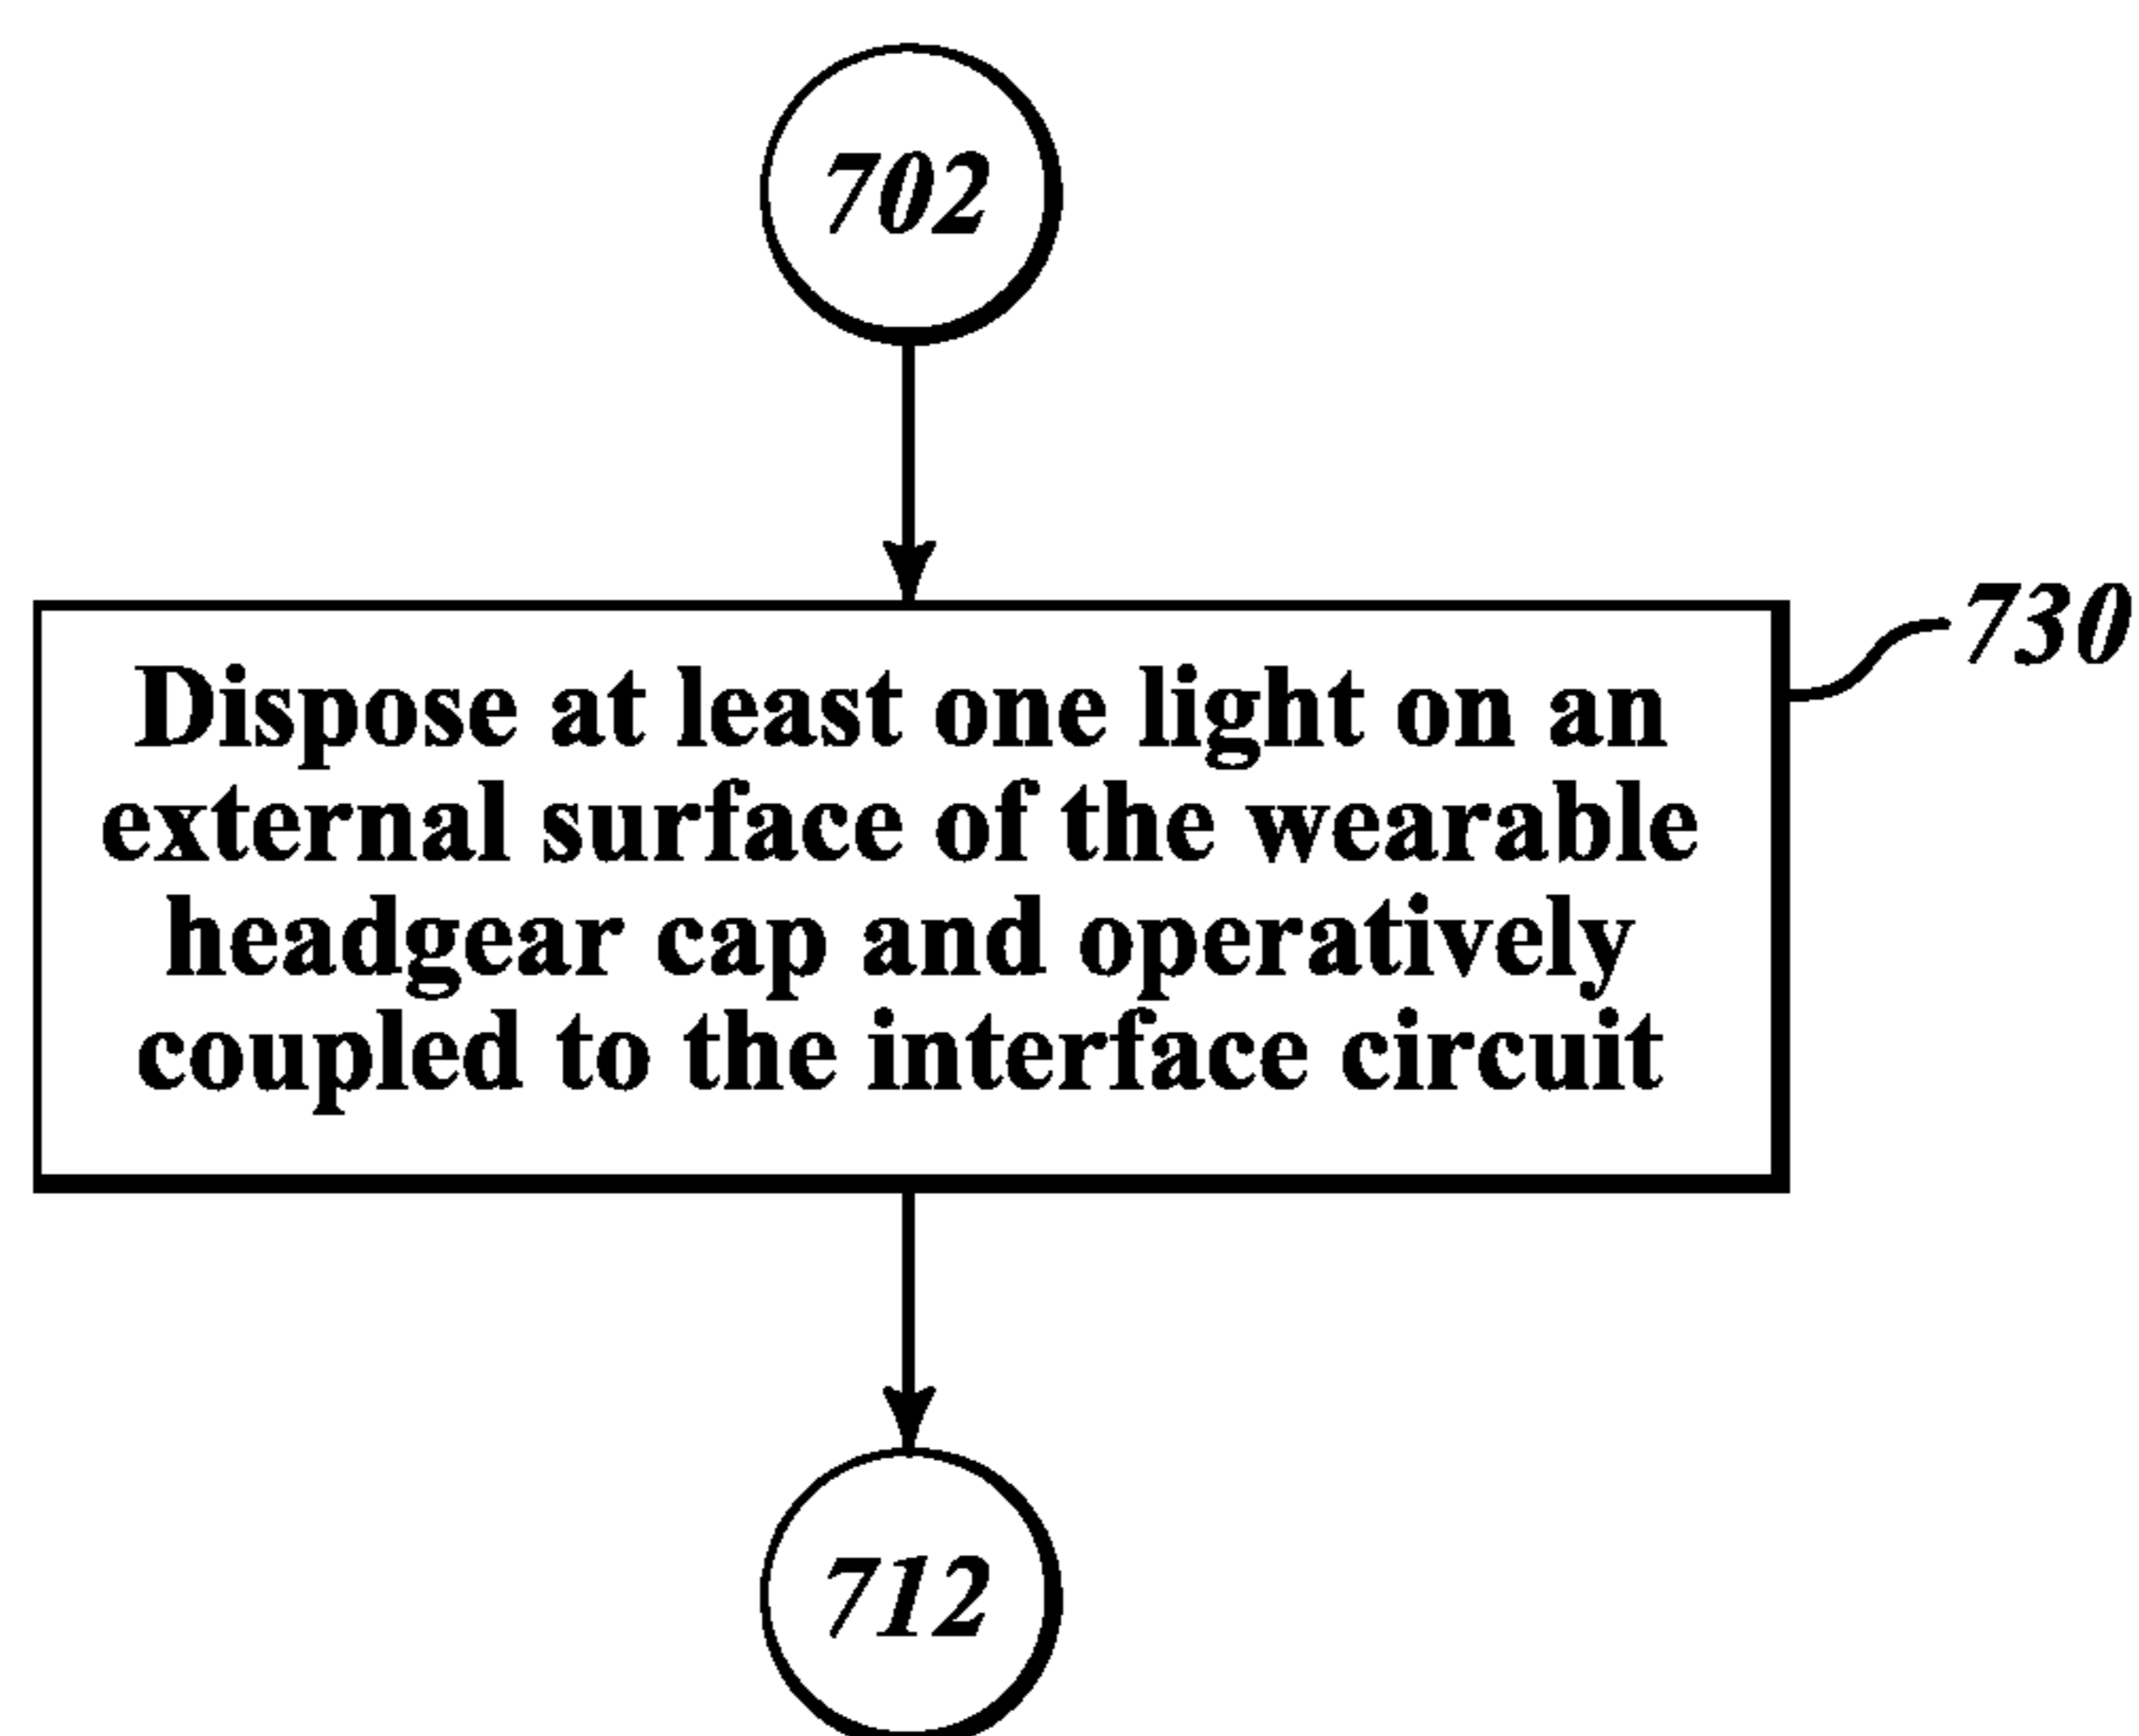 702
730
Dispose at least one light on an
external surface of the wearable
headgear cap and operatively
coupled to the interface circuit
712